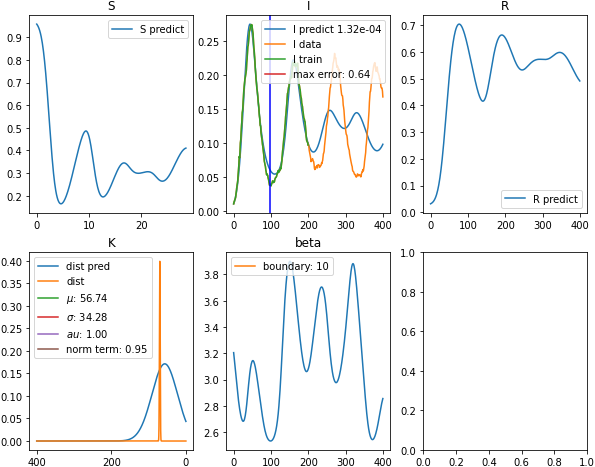 S
I
R
S predict
I predict 1.32e-04
I data
I train
max error: 0.64
R predict
0.9
0.8
0.7
0.6
0.5
0.4
0.3
0.2
0 10 20
0.25
0.20
0.15
0.10
0.05
0.00
0 100 200 300 400
0.7
0.6
0.5
0.4
0.3
0.2
0.1
0.0
0 100 200 300 400
K
beta
dist pred
dist
μ: 56.74
σ: 34.28
au: 1.00
norm term: 0.95
boundary: 10
0.40
0.35
0.30
0.25
0.20
0.15
0.10
0.05
0.00
400 200 0
3.8
3.6
3.4
3.2
3.0
2.8
2.6
0 100 200 300 400
1.0
0.8
0.6
0.4
0.2
0.0
0.0 0.2 0.4 0.6 0.8 1.0